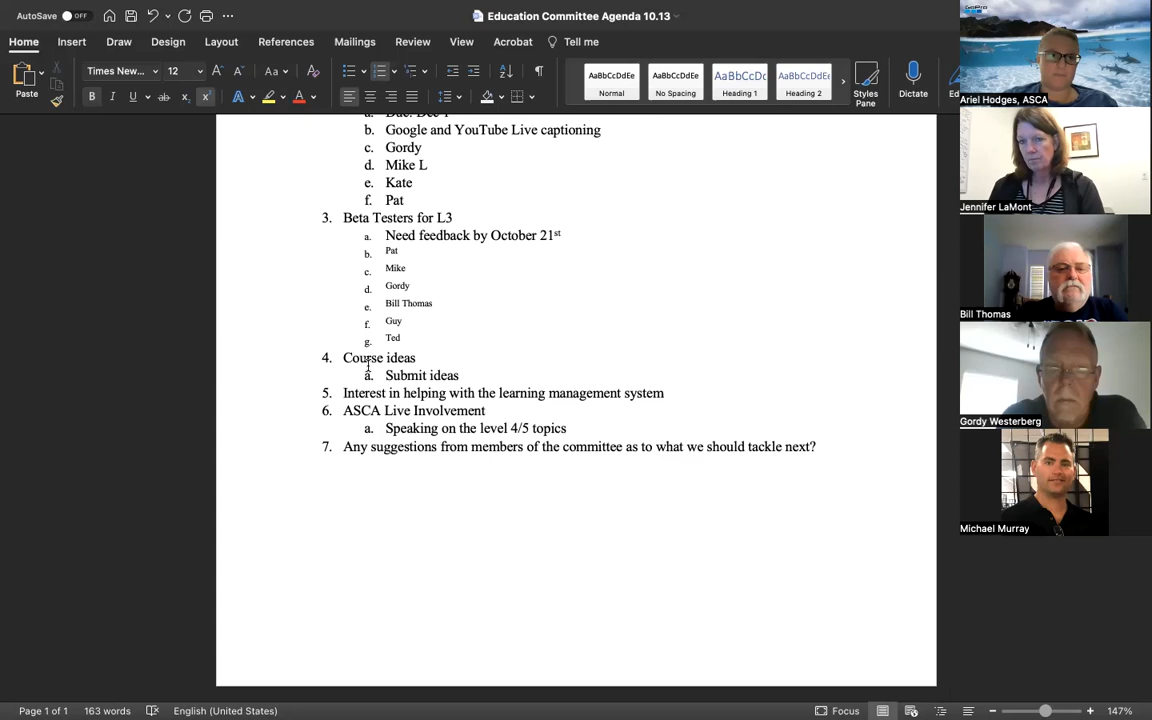 AutoSave OFF
Education Committee Agenda 10.13
Home Insert Draw Design Layout References Mailings Review View Acrobat Tell me
Paste
Times New... 12
Aa
B I U ab x₂ x²
A A
AaBbCcDdEe Normal
AaBbCcDdEe No Spacing
AaBbCcDc Heading 1
AaBbCcDdEe Heading 2
Styles Pane
Dictate
b. Google and YouTube Live captioning
c. Gordy
d. Mike L
e. Kate
f. Pat
3. Beta Testers for L3
a. Need feedback by October 21st
b. Pat
c. Mike
d. Gordy
e. Bill Thomas
f. Guy
g. Ted
4. Course ideas
a. Submit ideas
5. Interest in helping with the learning management system
6. ASCA Live Involvement
a. Speaking on the level 4/5 topics
7. Any suggestions from members of the committee as to what we should tackle next?
GoPro
Ariel Hodges, ASCA
Jennifer LaMont
Bill Thomas
Gordy Westerberg
Michael Murray
Page 1 of 1 163 words English (United States) Focus 147%